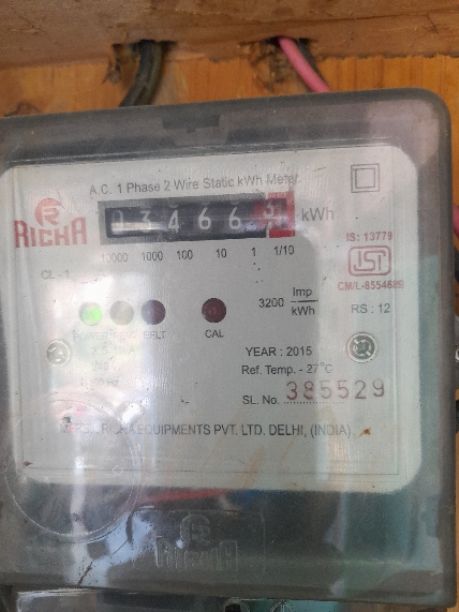 A.C. 1 Phase 2 Wire Static kWh Meter
RICHA
03466
kWh
10000 1000 100 10 1 1/10
CL - 1
IS : 13779
ISI
CM/L-8554689
RS : 12
3200 Imp
kWh
CAL
YEAR : 2015
Ref. Temp. - 27°C
SL. No. 385529
RICHA EQUIPMENTS PVT. LTD. DELHI, (INDIA)
RICHA